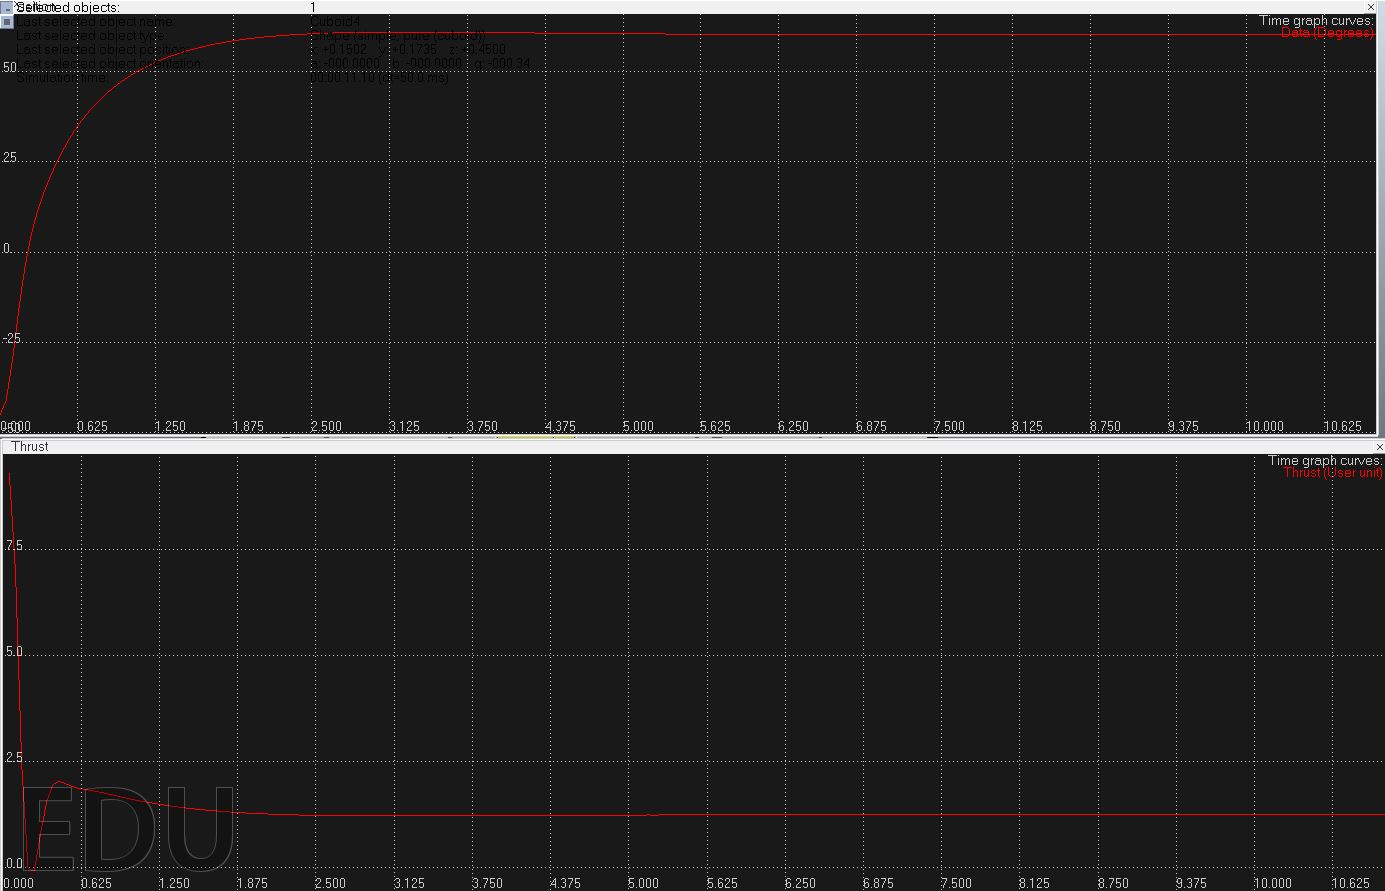 Selected objects: 1
Time graph curves:
Last selected object name: Cuboid4
Data (Degrees)
Last selected object type: Shape (simple, pure (cuboid))
Last selected object position: x: +0.1502 y: +0.1735 z: +0.4500
Last selected object orientation: a: -000.0000 b: -000.0000 g: -000.34
Simulation time: 00:00:11.10 (dt=50.0 ms)
50
25
0
-25
0.000 0.625 1.250 1.875 2.500 3.125 3.750 4.375 5.000 5.625 6.250 6.875 7.500 8.125 8.750 9.375 10.000 10.625
Thrust
Time graph curves:
Thrust (User unit)
7.5
5.0
2.5
EDU
0.0
0.000 0.625 1.250 1.875 2.500 3.125 3.750 4.375 5.000 5.625 6.250 6.875 7.500 8.125 8.750 9.375 10.000 10.625